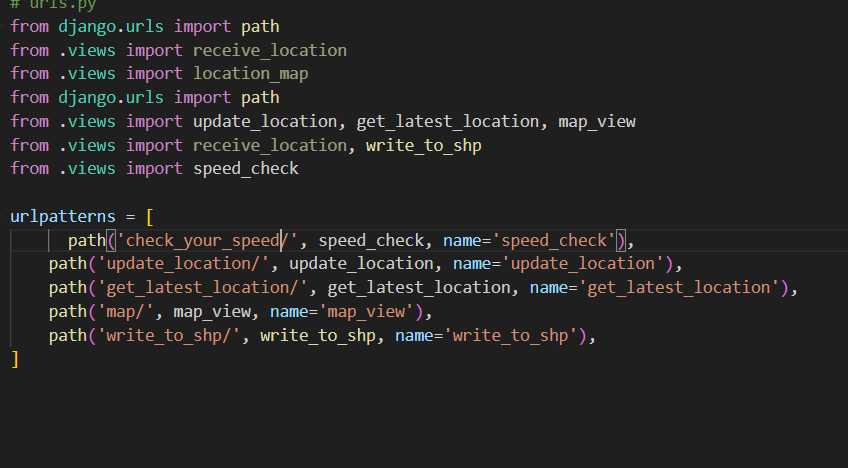 # urls.py
from django.urls import path
from .views import receive_location
from .views import location_map
from django.urls import path
from .views import update_location, get_latest_location, map_view
from .views import receive_location, write_to_shp
from .views import speed_check
urlpatterns = [
path('check_your_speed/', speed_check, name='speed_check'),
path('update_location/', update_location, name='update_location'),
path('get_latest_location/', get_latest_location, name='get_latest_location'),
path('map/', map_view, name='map_view'),
path('write_to_shp/', write_to_shp, name='write_to_shp'),
]